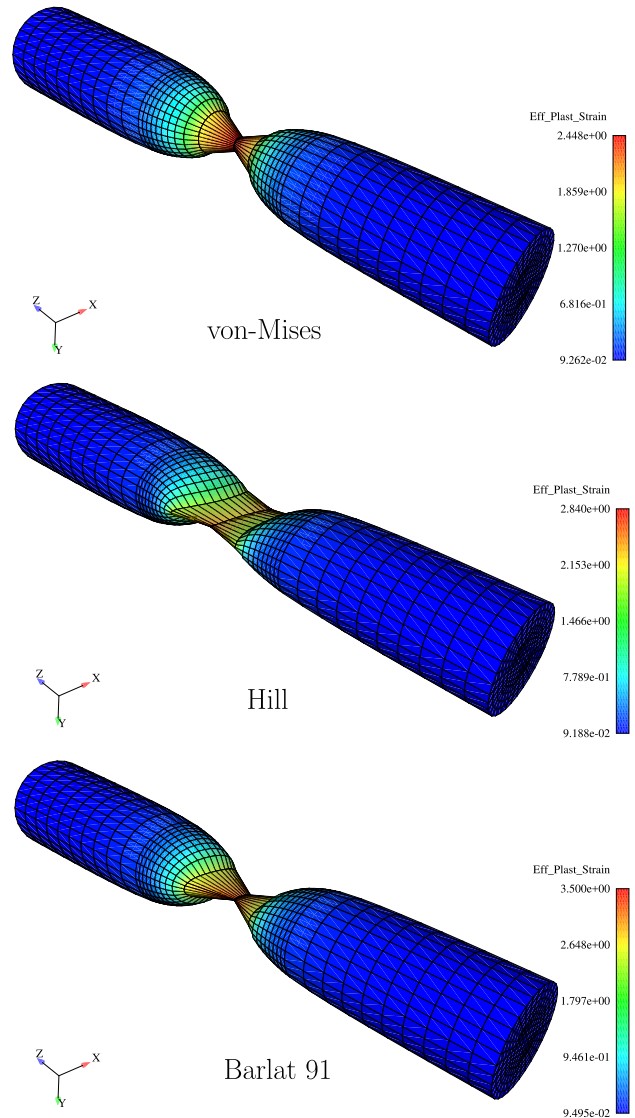 Eff_Plast_Strain
2.448e+00
1.859e+00
1.270e+00
6.816e-01
9.262e-02
Z
X
Y
von-Mises
Eff_Plast_Strain
2.840e+00
2.153e+00
1.466e+00
7.789e-01
9.188e-02
Z
X
Y
Hill
Eff_Plast_Strain
3.500e+00
2.648e+00
1.797e+00
9.461e-01
9.495e-02
Z
X
Y
Barlat 91